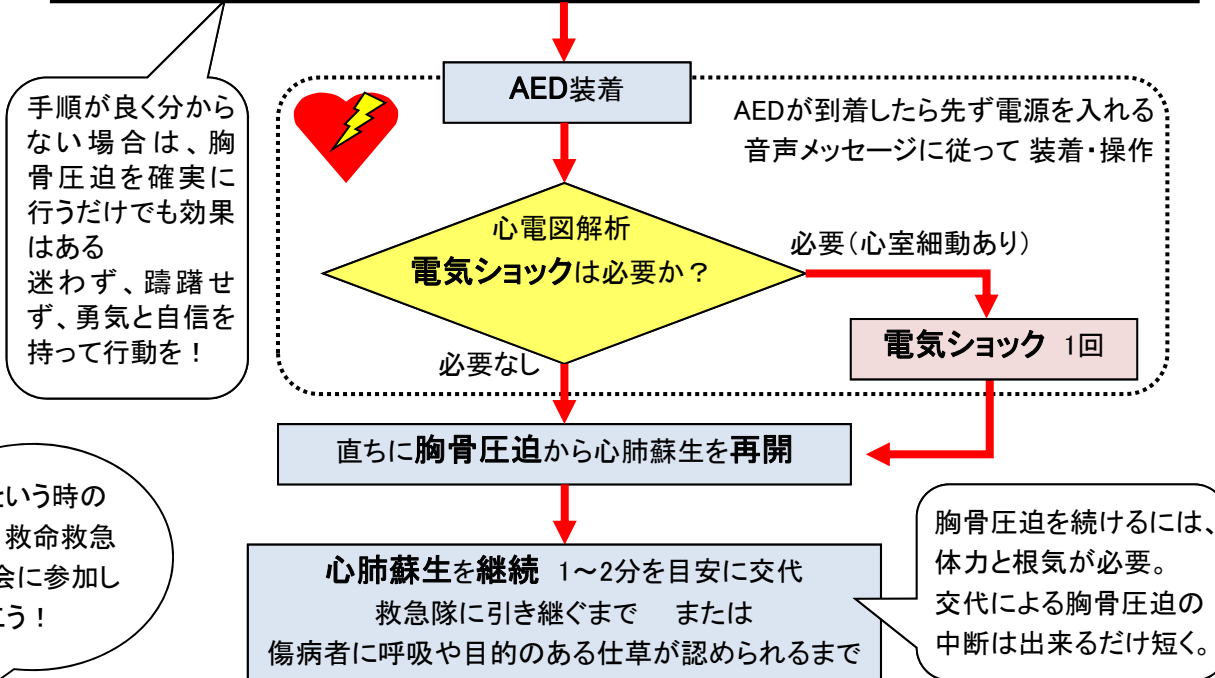 手順が良く分から
ない場合は、胸
骨圧迫を確実に
行うだけでも効果
はある
迷わず、躊躇せ
ず、勇気と自信を
持って行動を！
AED装着
AEDが到着したら先ず電源を入れる
音声メッセージに従って 装着・操作
心電図解析
電気ショックは必要か？
必要（心室細動あり）
電気ショック 1回
必要なし
直ちに胸骨圧迫から心肺蘇生を再開
いう時の
救命救急
会に参加し
こう！
心肺蘇生を継続 1～2分を目安に交代
救急隊に引き継ぐまで または
傷病者に呼吸や目的のある仕草が認められるまで
胸骨圧迫を続けるには、
体力と根気が必要。
交代による胸骨圧迫の
中断は出来るだけ短く。